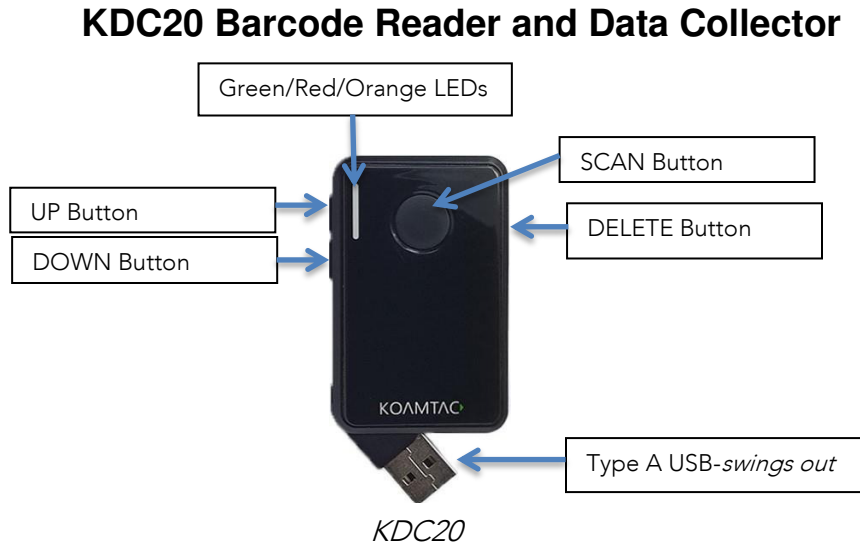 KDC20 Barcode Reader and Data Collector
Green/Red/Orange LEDs
SCAN Button
UP Button
DELETE Button
DOWN Button
KOAMTAC
Type A USB-swings out
KDC20